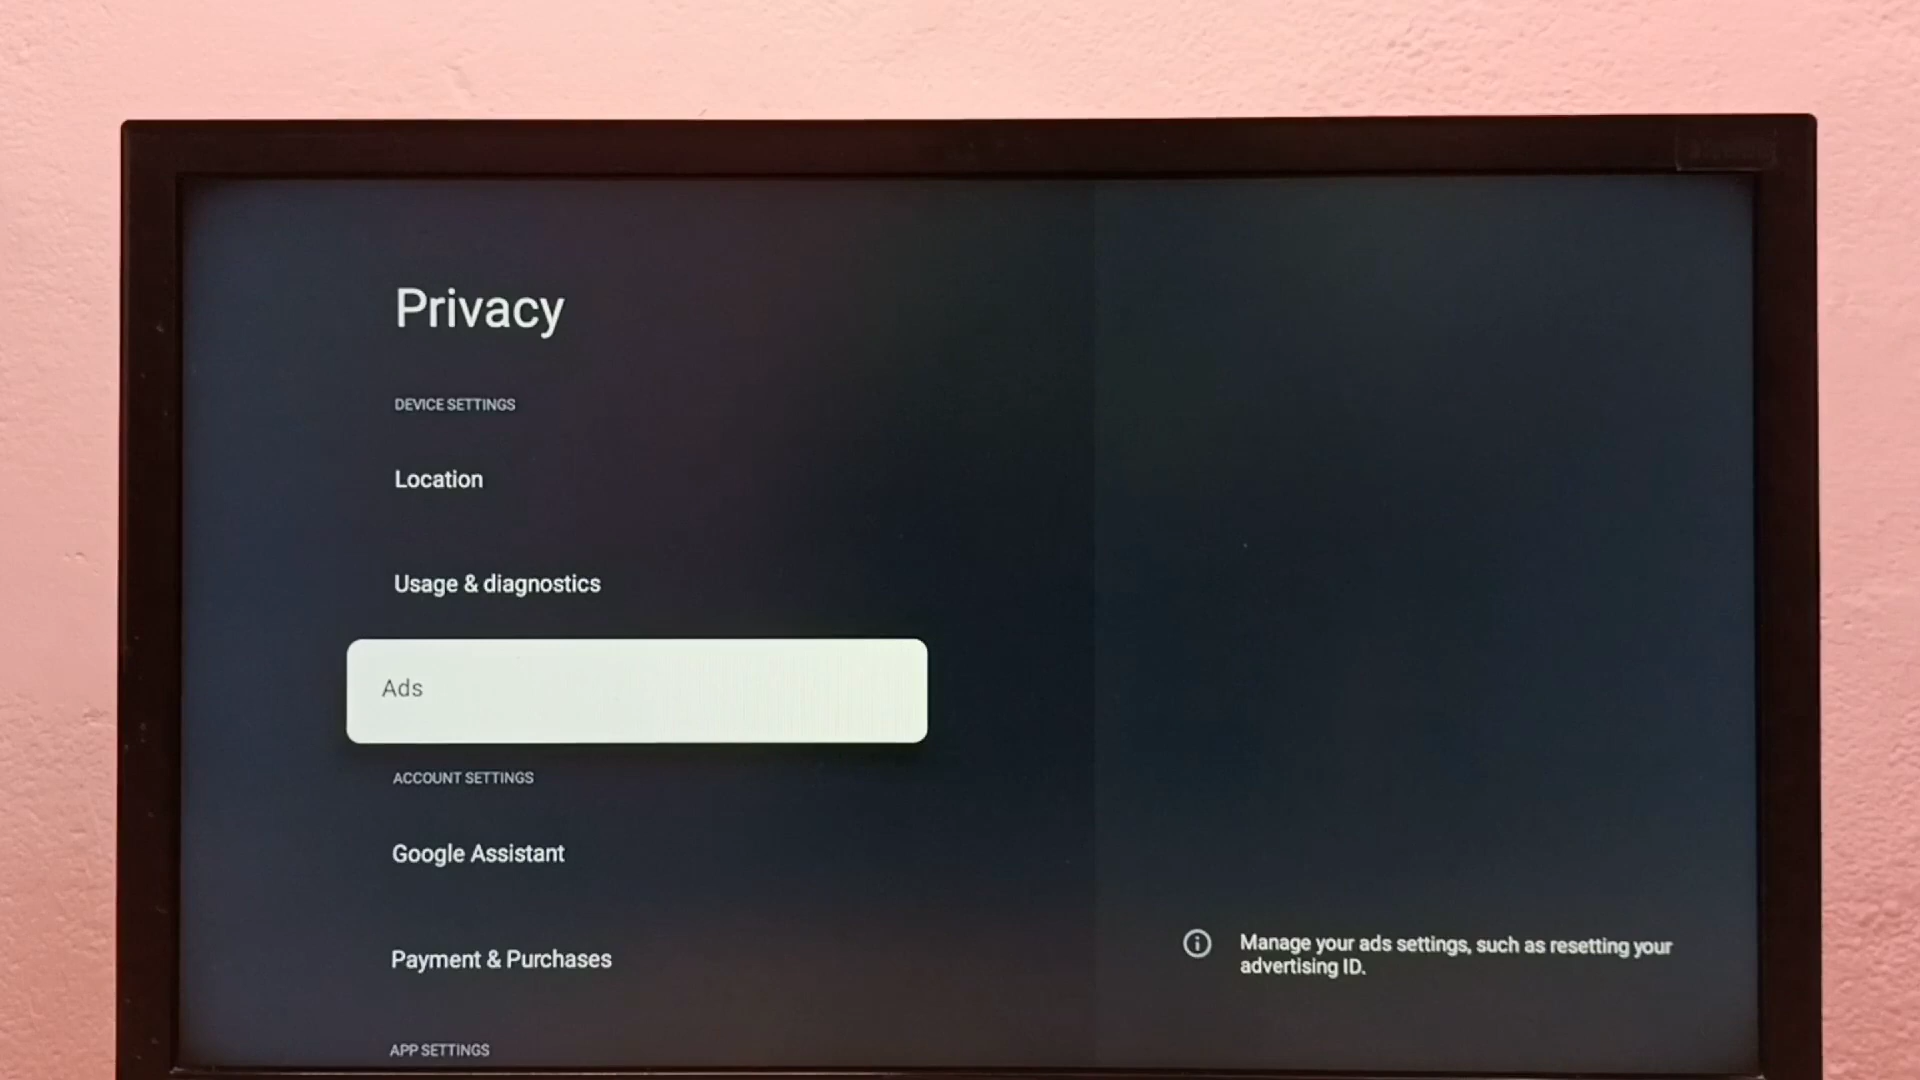 Privacy
DEVICE SETTINGS
Location
Usage & diagnostics
Ads
ACCOUNT SETTINGS
Google Assistant
Payment & Purchases
APP SETTINGS
Manage your ads settings, such as resetting your
advertising ID.